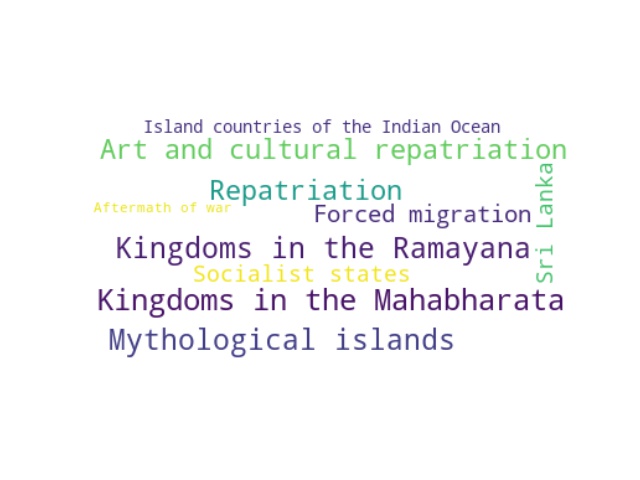 Island countries of the Indian Ocean
Art and cultural repatriation
Repatriation
Aftermath of war
Forced migration
Sri Lanka
Kingdoms in the Ramayana
Socialist states
Kingdoms in the Mahabharata
Mythological islands